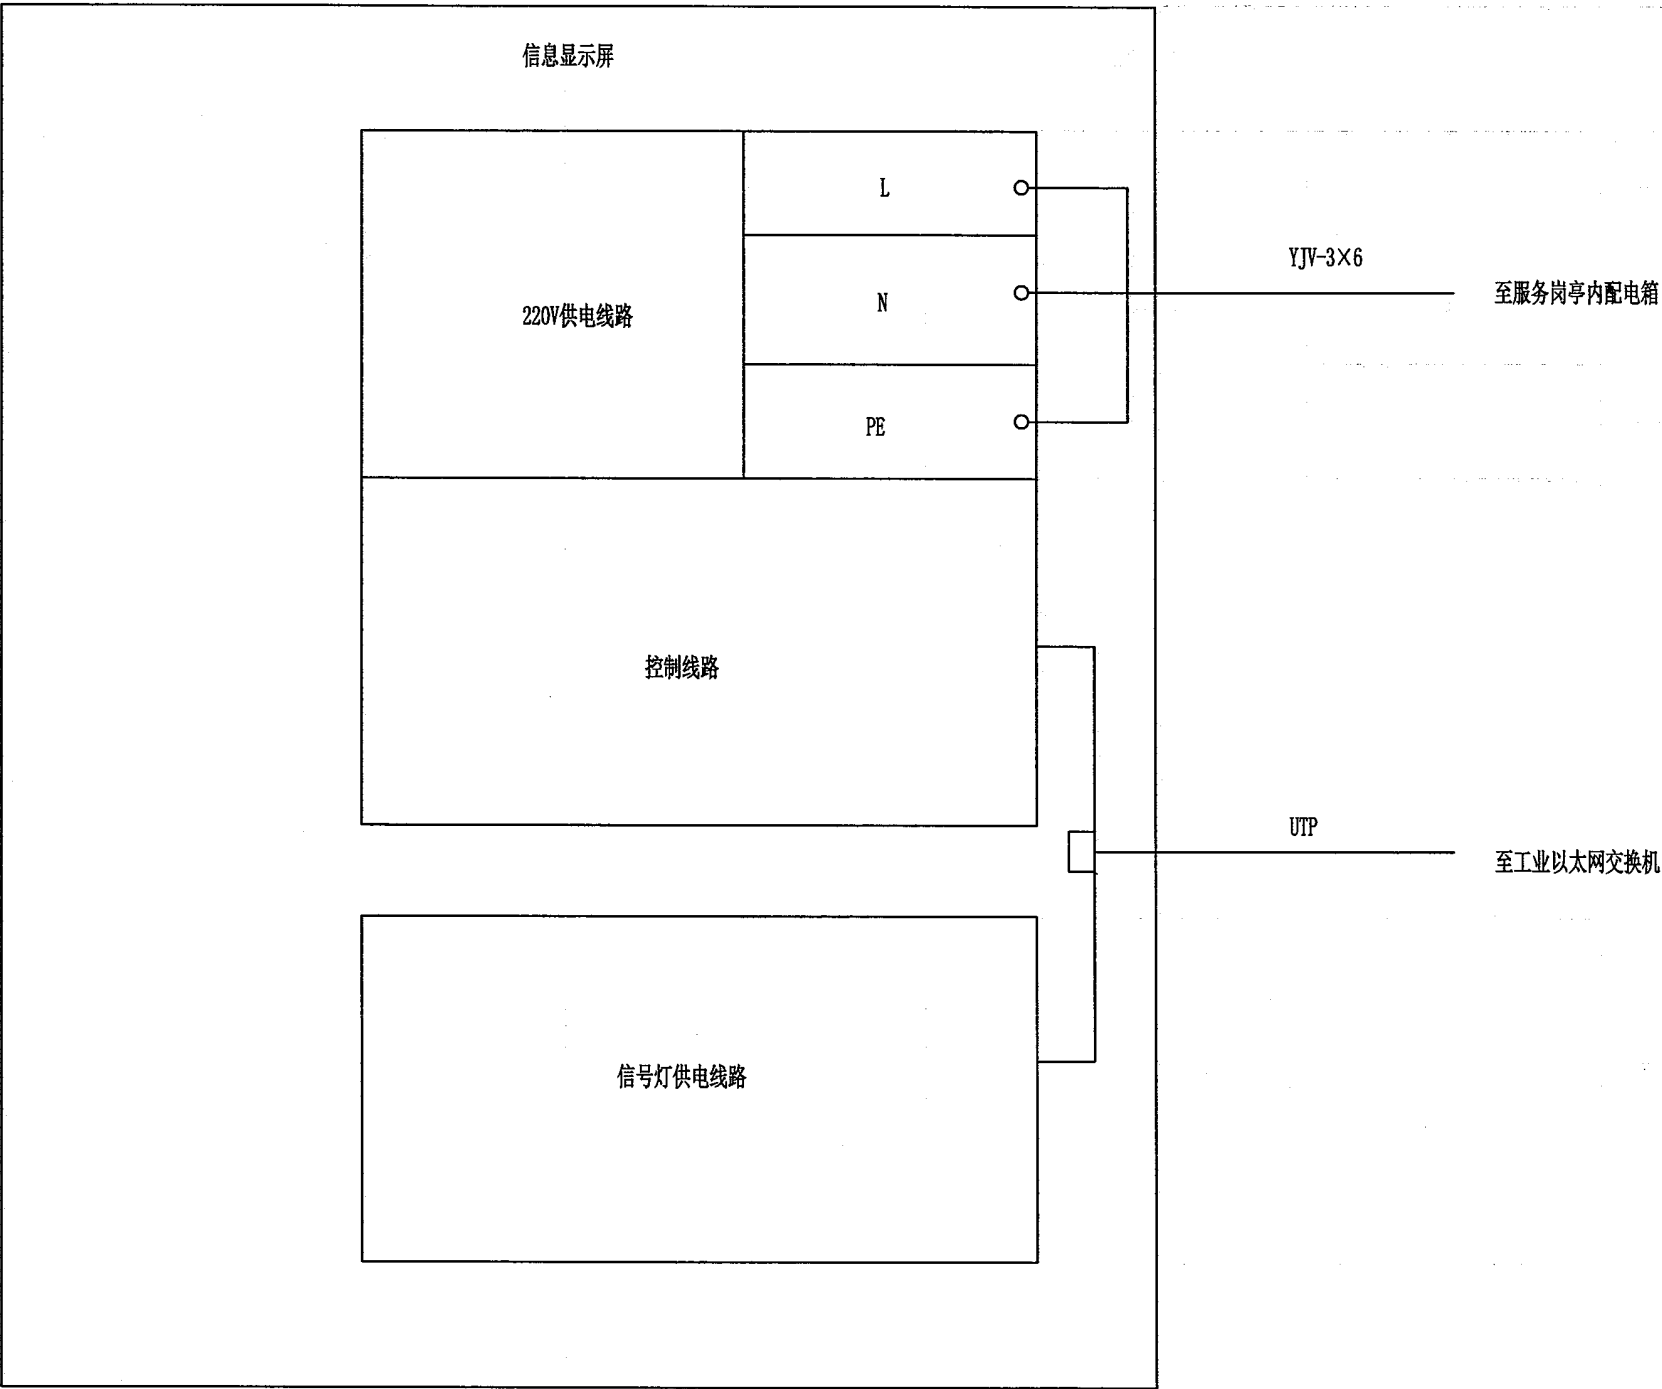 信息显示屏
L
YJV-3×6
N
至服务岗亭内配电箱
220V供电线路
PE
控制线路
UTP
至工业以太网交换机
信号灯供电线路